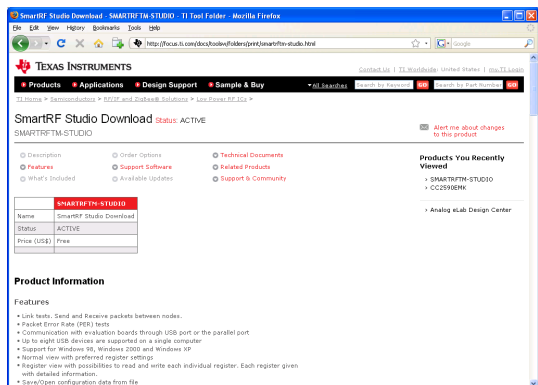 SmartRF Studio Download - SMARTRFTM-STUDIO - TI Tool Folder - Mozilla Firefox
File Edit View History Bookmarks Tools Help
http://focus.ti.com/docs/toolsw/folders/print/smartrftm-studio.html
Google
TEXAS INSTRUMENTS
Contact Us | TI Worldwide: United States | my.TI Login
Products Applications Design Support Sample & Buy
All Searches Search by Keyword GO Search by Part Number GO
TI Home > Semiconductors > RF/IF and ZigBee® Solutions > Low Power RF ICs >
SmartRF Studio Download Status: ACTIVE
SMARTRFTM-STUDIO
Alert me about changes
to this product
Description Order Options Technical Documents
Features Support Software Related Products
What's Included Available Updates Support & Community
Products You Recently
Viewed
> SMARTRFTM-STUDIO
> CC2590EMK
> Analog eLab Design Center
SMARTRFTM-STUDIO
Name SmartRF Studio Download
Status ACTIVE
Price (US$) Free
Product Information
Features
• Link tests. Send and Receive packets between nodes.
• Packet Error Rate (PER) tests
• Communication with evaluation boards through USB port or the parallel port
• Up to eight USB devices are supported on a single computer
• Support for Windows 98, Windows 2000 and Windows XP
• Normal view with preferred register settings
• Register view with possibilities to read and write each individual register. Each register given
with detailed information.
• Save/Open configuration data from file